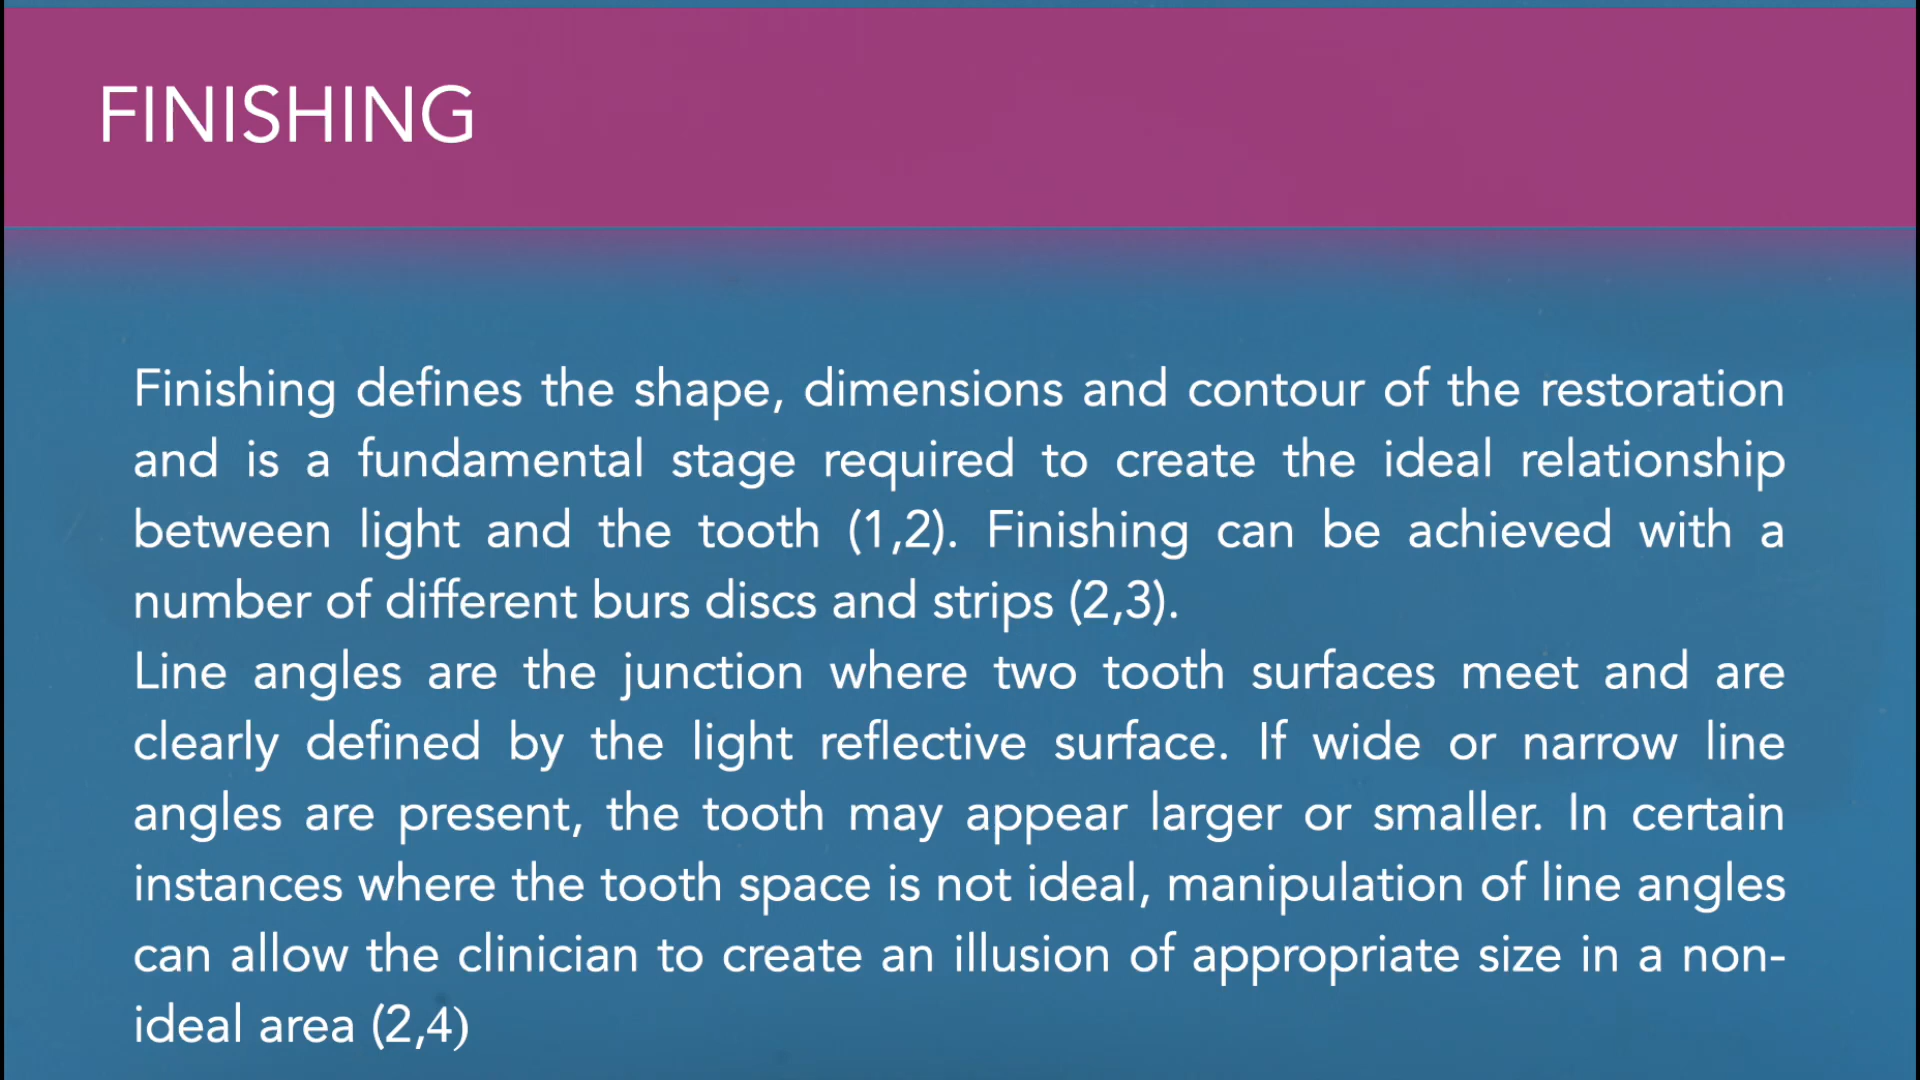 FINISHING
Finishing defines the shape, dimensions and contour of the restoration
and is a fundamental stage required to create the ideal relationship
between light and the tooth (1,2). Finishing can be achieved with a
number of different burs discs and strips (2,3).
Line angles are the junction where two tooth surfaces meet and are
clearly defined by the light reflective surface. If wide or narrow line
angles are present, the tooth may appear larger or smaller. In certain
instances where the tooth space is not ideal, manipulation of line angles
can allow the clinician to create an illusion of appropriate size in a non-
ideal area (2,4)